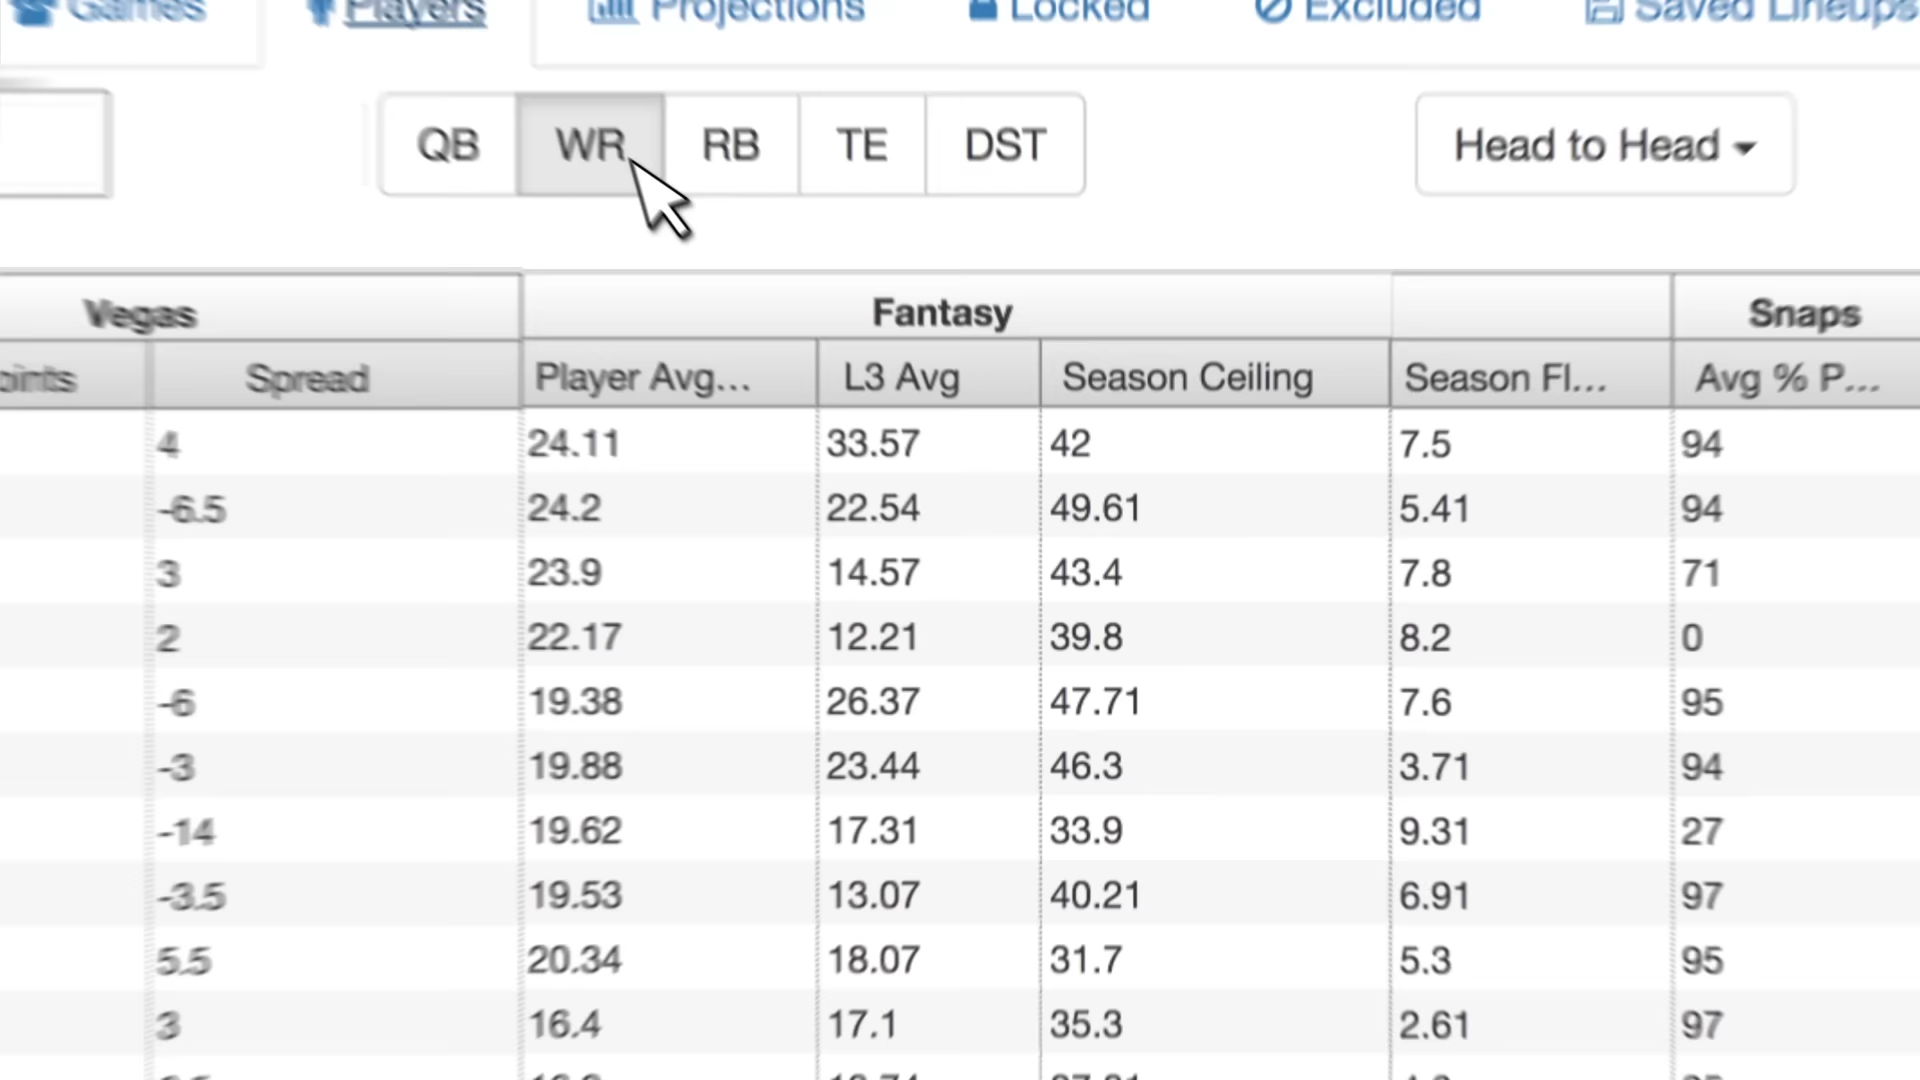 Games Players Projections Locked Excluded Saved Lineups
QB WR RB TE DST Head to Head
Vegas Fantasy Snaps
oints Spread Player Avg... L3 Avg Season Ceiling Season Fl... Avg % P...
4 24.11 33.57 42 7.5 94
-6.5 24.2 22.54 49.61 5.41 94
3 23.9 14.57 43.4 7.8 71
2 22.17 12.21 39.8 8.2 0
-6 19.38 26.37 47.71 7.6 95
-3 19.88 23.44 46.3 3.71 94
-14 19.62 17.31 33.9 9.31 27
-3.5 19.53 13.07 40.21 6.91 97
5.5 20.34 18.07 31.7 5.3 95
3 16.4 17.1 35.3 2.61 97